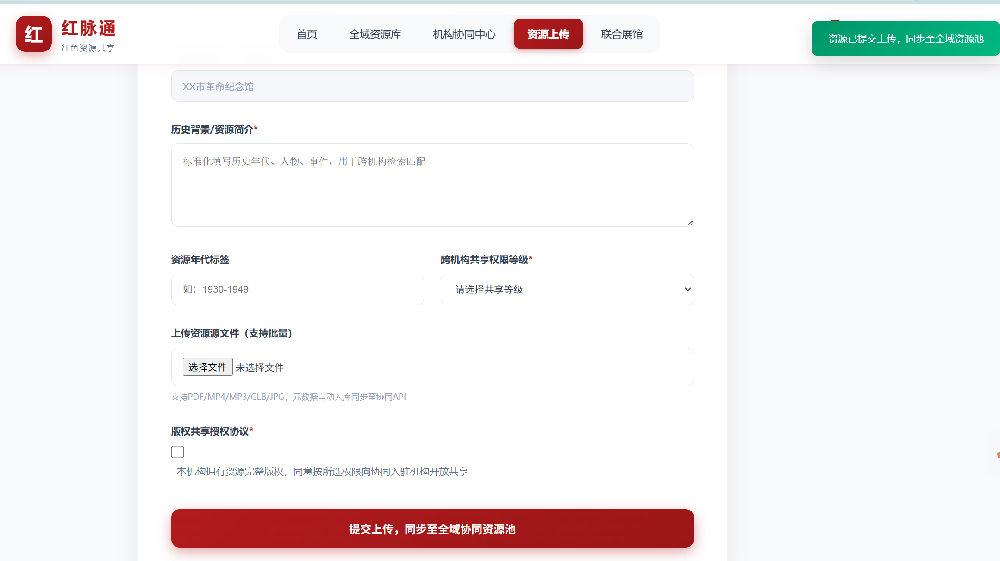 红
红脉通
红色资源共享
首页
全域资源库
机构协同中心
资源上传
联合展馆
资源已提交上传，同步至全域资源池
XX市革命纪念馆
历史背景/资源简介*
标准化填写历史年代、人物、事件，用于跨机构检索匹配
资源年代标签
跨机构共享权限等级*
如：1930-1949
请选择共享等级
上传资源源文件（支持批量）
选择文件 未选择文件
支持PDF/MP4/MP3/GLB/JPG，元数据自动入库同步至协同API
版权共享授权协议*
本机构拥有资源完整版权，同意按所选权限向协同入驻机构开放共享
提交上传，同步至全域协同资源池